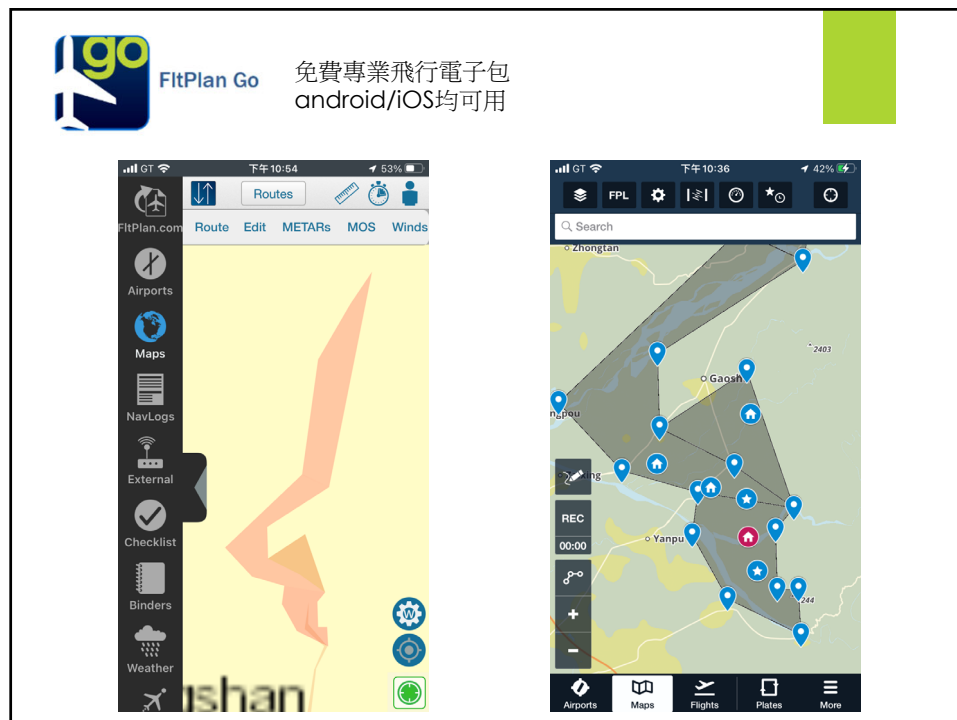 go
FltPlan Go
免費專業飛行電子包
android/iOS均可用
GT
下午10:54
53%
FltPlan.com
Routes
Route Edit METARs MOS Winds
Airports
Maps
NavLogs
External
Checklist
Binders
Weather
W
gshan
GT
下午10:36
42%
FPL
Search
Zhongtan
2403
Gaosh
ngpou
ng
REC
00:00
Yanpu
244
Airports Maps Flights Plates More